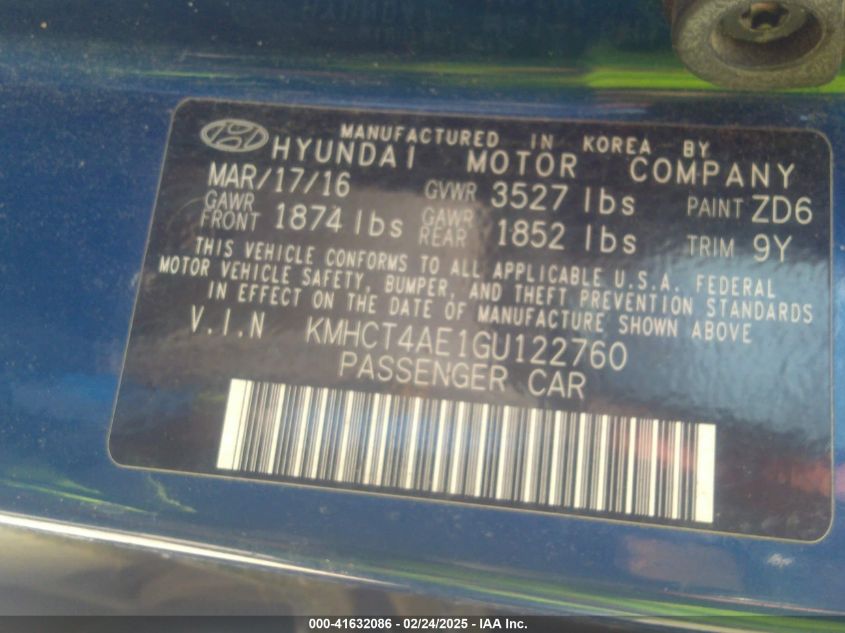 MANUFACTURED IN KOREA BY
HYUNDAI MOTOR COMPANY
MAR/17/16 GVWR 3527 lbs PAINT ZD6
GAWR FRONT 1874 lbs GAWR REAR 1852 lbs TRIM 9Y
THIS VEHICLE CONFORMS TO ALL APPLICABLE U.S.A. FEDERAL
MOTOR VEHICLE SAFETY, BUMPER, AND THEFT PREVENTION STANDARDS
IN EFFECT ON THE DATE OF MANUFACTURE SHOWN ABOVE
V.I.N KMHCT4AE1GU122760
PASSENGER CAR
000-41632086 - 02/24/2025 - IAA, Inc.